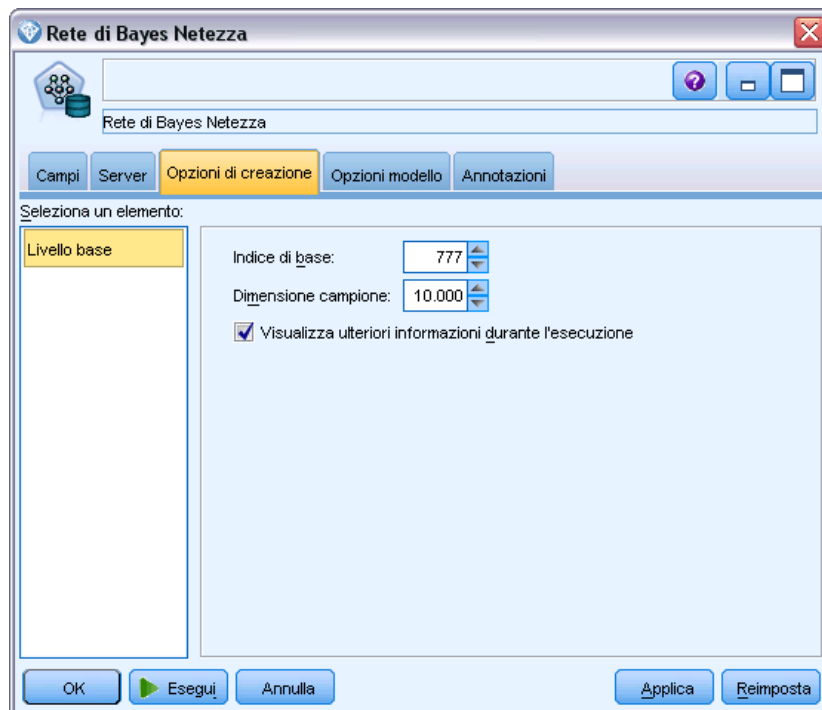 Rete di Bayes Netezza
Rete di Bayes Netezza
Campi Server Opzioni di creazione Opzioni modello Annotazioni
Seleziona un elemento:
Livello base
Indice di base: 777
Dimensione campione: 10.000
Visualizza ulteriori informazioni durante l'esecuzione
OK Esegui Annulla Applica Reimposta